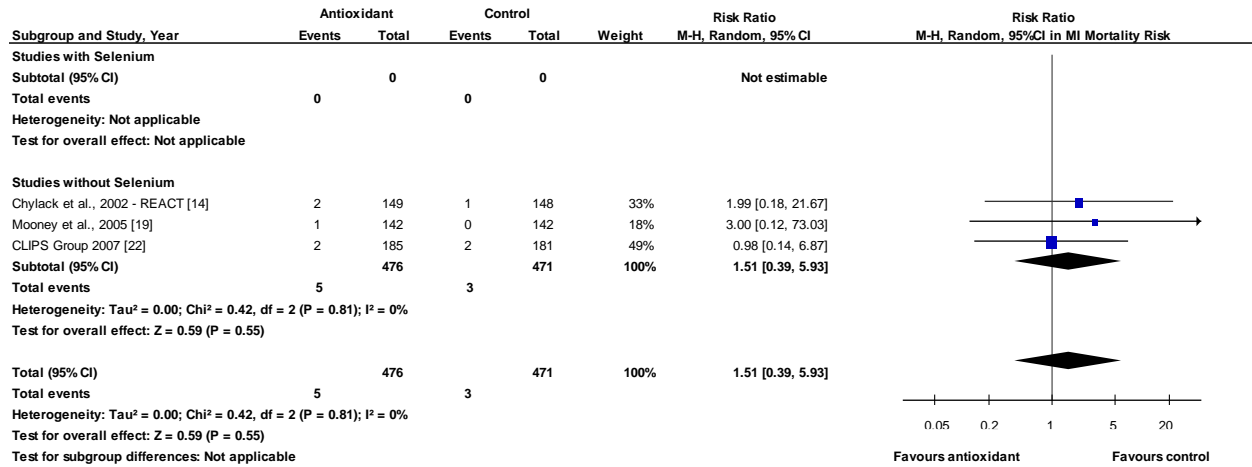 Antioxidant Control Risk Ratio Risk Ratio
Subgroup and Study, Year Events Total Events Total Weight M-H, Random, 95% CI M-H, Random, 95%CI in MI Mortality Risk
Studies with Selenium
Subtotal (95% CI) 0 0 Not estimable
Total events 0 0
Heterogeneity: Not applicable
Test for overall effect: Not applicable
Studies without Selenium
Chylack et al., 2002 - REACT [14] 2 149 1 148 33% 1.99 [0.18, 21.67]
Mooney et al., 2005 [19] 1 142 0 142 18% 3.00 [0.12, 73.03]
CLIPS Group 2007 [22] 2 185 2 181 49% 0.98 [0.14, 6.87]
Subtotal (95% CI) 476 471 100% 1.51 [0.39, 5.93]
Total events 5 3
Heterogeneity: Tau² = 0.00; Chi² = 0.42, df = 2 (P = 0.81); I² = 0%
Test for overall effect: Z = 0.59 (P = 0.55)
Total (95% CI) 476 471 100% 1.51 [0.39, 5.93]
Total events 5 3
Heterogeneity: Tau² = 0.00; Chi² = 0.42, df = 2 (P = 0.81); I² = 0%
Test for overall effect: Z = 0.59 (P = 0.55)
Test for subgroup differences: Not applicable
0.05 0.2 1 5 20
Favours antioxidant Favours control